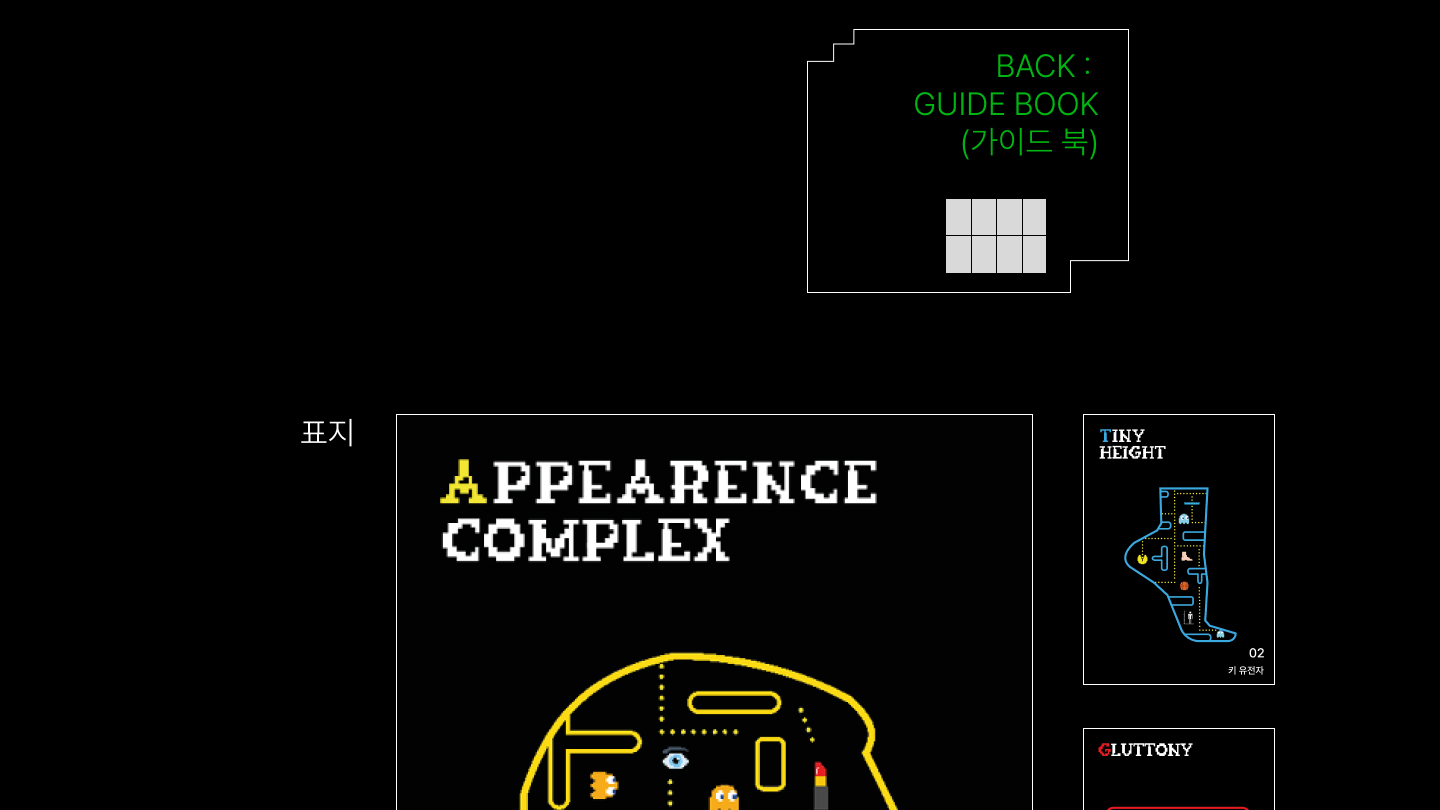 BACK :
GUIDE BOOK
(가이드 북)
표지
APPEARENCE
COMPLEX
TINY
HEIGHT
02
키 유전자
GLUTTONY